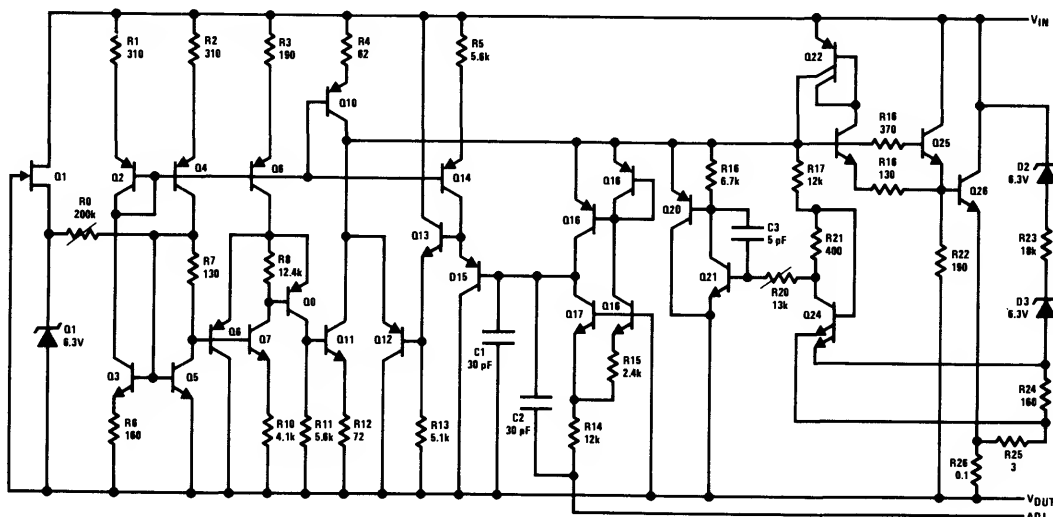 R1
310
R2
310
R3
190
R4
82
R5
5.6k
VIN
Q22
Q10
R16
370
Q25
Q1
R0
200k
Q2
Q4
Q6
Q14
Q16
Q16
R16
6.7k
R17
12k
R16
130
Q26
D2
6.3V
Q20
Q13
C3
5 pF
R21
400
R22
190
R23
18k
R7
130
R8
12.4k
Q8
D15
Q21
R20
13k
Q1
6.3V
Q6
Q7
Q11
Q12
Q17
Q16
Q24
D3
6.3V
Q3
Q5
C1
30 pF
R15
2.4k
R24
160
R6
160
R10
4.1k
R11
5.6k
R12
72
R13
5.1k
C2
30 pF
R14
12k
R25
3
R26
0.1
VOUT
ADJ